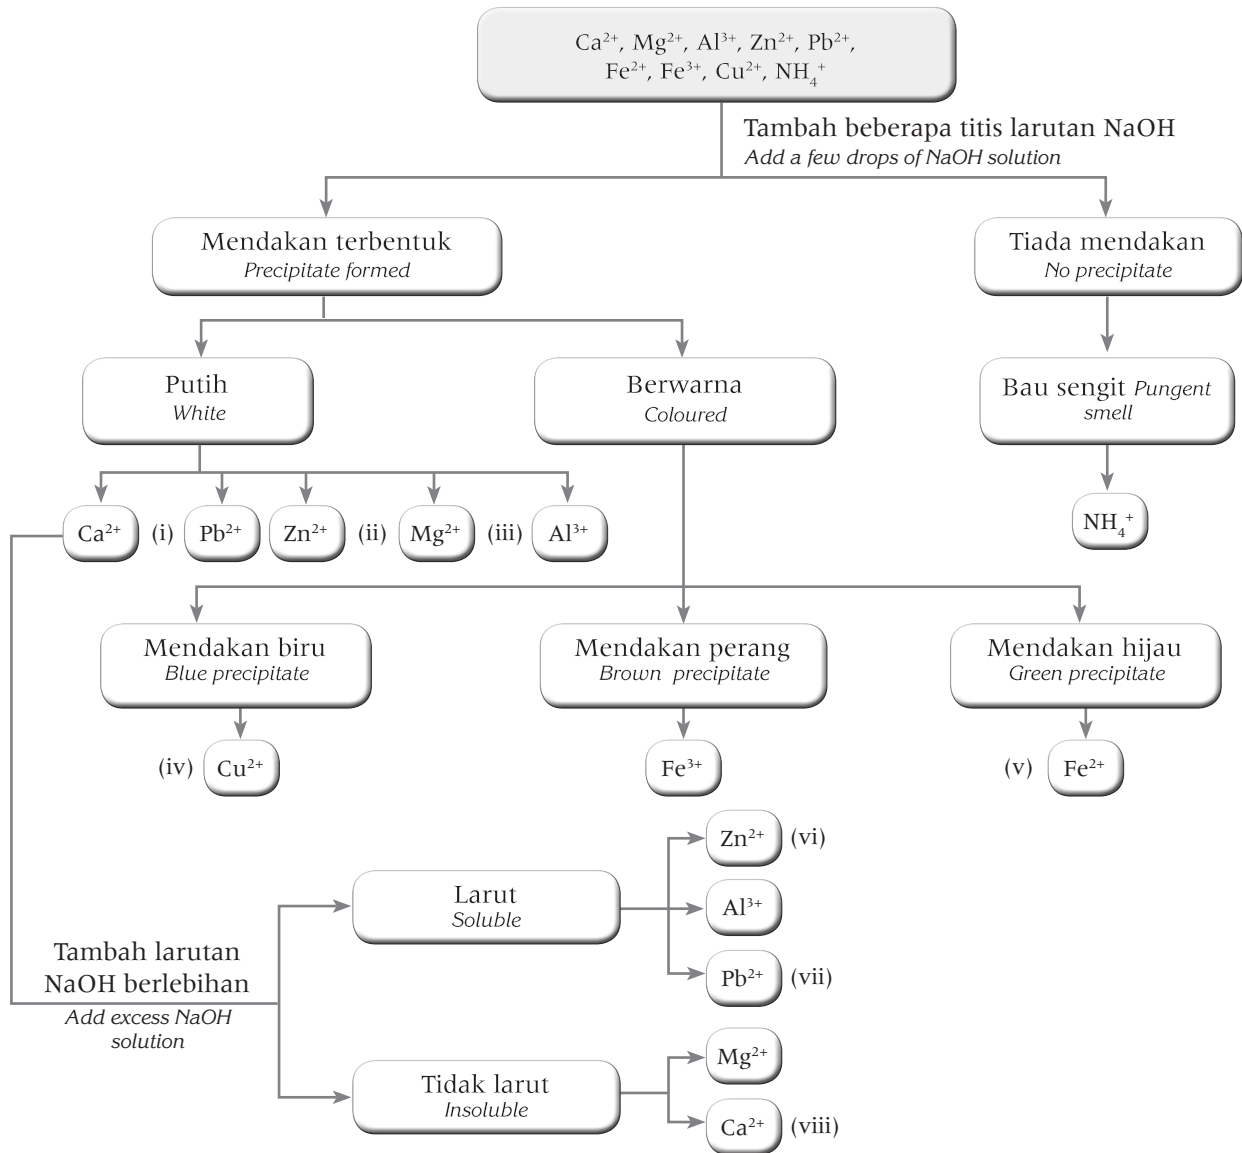 Ca²⁺, Mg²⁺, Al³⁺, Zn²⁺, Pb²⁺,
Fe²⁺, Fe³⁺, Cu²⁺, NH₄⁺
Tambah beberapa titis larutan NaOH
Add a few drops of NaOH solution
Mendakan terbentuk
Precipitate formed
Tiada mendakan
No precipitate
Putih
White
Berwarna
Coloured
Bau sengit Pungent
smell
Ca²⁺ (i) Pb²⁺ Zn²⁺ (ii) Mg²⁺ (iii) Al³⁺
NH₄⁺
Mendakan biru
Blue precipitate
Mendakan perang
Brown precipitate
Mendakan hijau
Green precipitate
(iv) Cu²⁺
Fe³⁺
(v) Fe²⁺
Tambah larutan
NaOH berlebihan
Add excess NaOH
solution
Larut
Soluble
Zn²⁺ (vi)
Al³⁺
Pb²⁺ (vii)
Tidak larut
Insoluble
Mg²⁺
Ca²⁺ (viii)